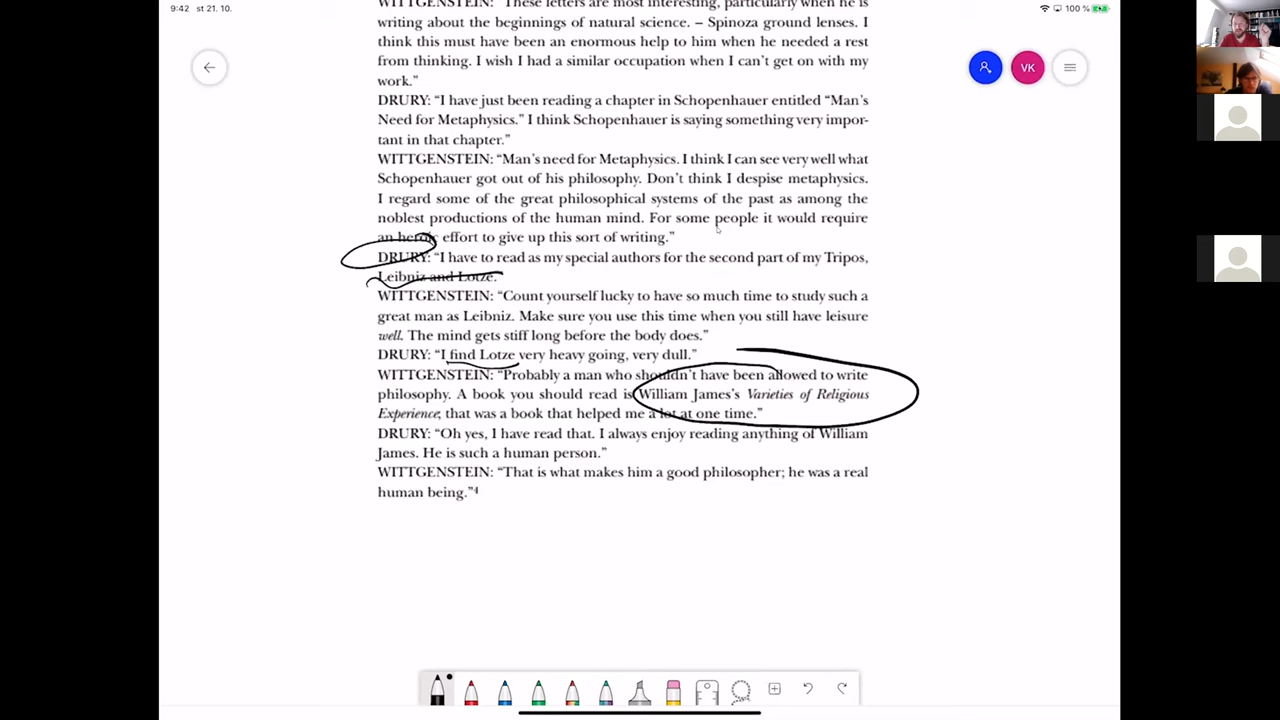 9:42 st 21. 10.
100 %
WITTGENSTEIN: “These letters are most interesting, particularly when he is
writing about the beginnings of natural science. – Spinoza ground lenses. I
think this must have been an enormous help to him when he needed a rest
from thinking. I wish I had a similar occupation when I can’t get on with my
work.”
VK
DRURY: “I have just been reading a chapter in Schopenhauer entitled “Man’s
Need for Metaphysics.” I think Schopenhauer is saying something very impor-
tant in that chapter.”
WITTGENSTEIN: “Man’s need for Metaphysics. I think I can see very well what
Schopenhauer got out of his philosophy. Don’t think I despise metaphysics.
I regard some of the great philosophical systems of the past as among the
noblest productions of the human mind. For some people it would require
an heroic effort to give up this sort of writing.”
DRURY: “I have to read as my special authors for the second part of my Tripos,
Leibniz and Lotze.”
WITTGENSTEIN: “Count yourself lucky to have so much time to study such a
great man as Leibniz. Make sure you use this time when you still have leisure
well. The mind gets stiff long before the body does.”
DRURY: “I find Lotze very heavy going, very dull.”
WITTGENSTEIN: “Probably a man who shouldn’t have been allowed to write
philosophy. A book you should read is William James’s Varieties of Religious
Experience, that was a book that helped me a lot at one time.”
DRURY: “Oh yes, I have read that. I always enjoy reading anything of William
James. He is such a human person.”
WITTGENSTEIN: “That is what makes him a good philosopher; he was a real
human being.”4